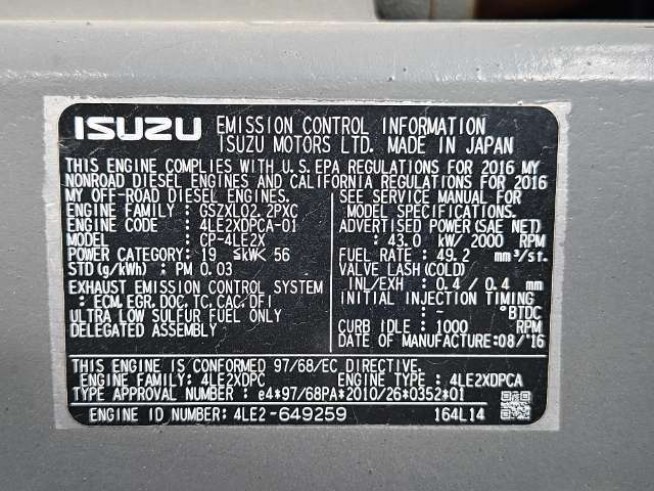 ISUZU EMISSION CONTROL INFORMATION
ISUZU MOTORS LTD. MADE IN JAPAN
THIS ENGINE COMPLIES WITH U.S.EPA REGULATIONS FOR 2016 MY
NONROAD DIESEL ENGINES AND CALIFORNIA REGULATIONS FOR 2016
MY OFF-ROAD DIESEL ENGINES.
ENGINE FAMILY : GSZXL02.2PXC
ENGINE CODE : 4LE2XDPCA-01
MODEL : CP-4LE2X
POWER CATEGORY: 19 ≤kW< 56
STD (g/kWh) : PM 0.03
EXHAUST EMISSION CONTROL SYSTEM
: ECM, EGR, DOC, TC, CAC, DFI
ULTRA LOW SULFUR FUEL ONLY
DELEGATED ASSEMBLY
SEE SERVICE MANUAL FOR
MODEL SPECIFICATIONS.
ADVERTISED POWER(SAE NET)
: 43.0 kW/ 2000 RPM
FUEL RATE : 49.2 mm³/st.
VALVE LASH(COLD)
INL/EXH : 0.4 / 0.4 mm
INITIAL INJECTION TIMING
: - °BTDC
CURB IDLE : 1000 RPM
DATE OF MANUFACTURE:08/'16
THIS ENGINE IS CONFORMED 97/68/EC DIRECTIVE.
ENGINE FAMILY: 4LE2XDPC ENGINE TYPE : 4LE2XDPCA
TYPE APPROVAL NUMBER : e4*97/68PA*2010/26*0352*01
ENGINE ID NUMBER: 4LE2-649259 164L14